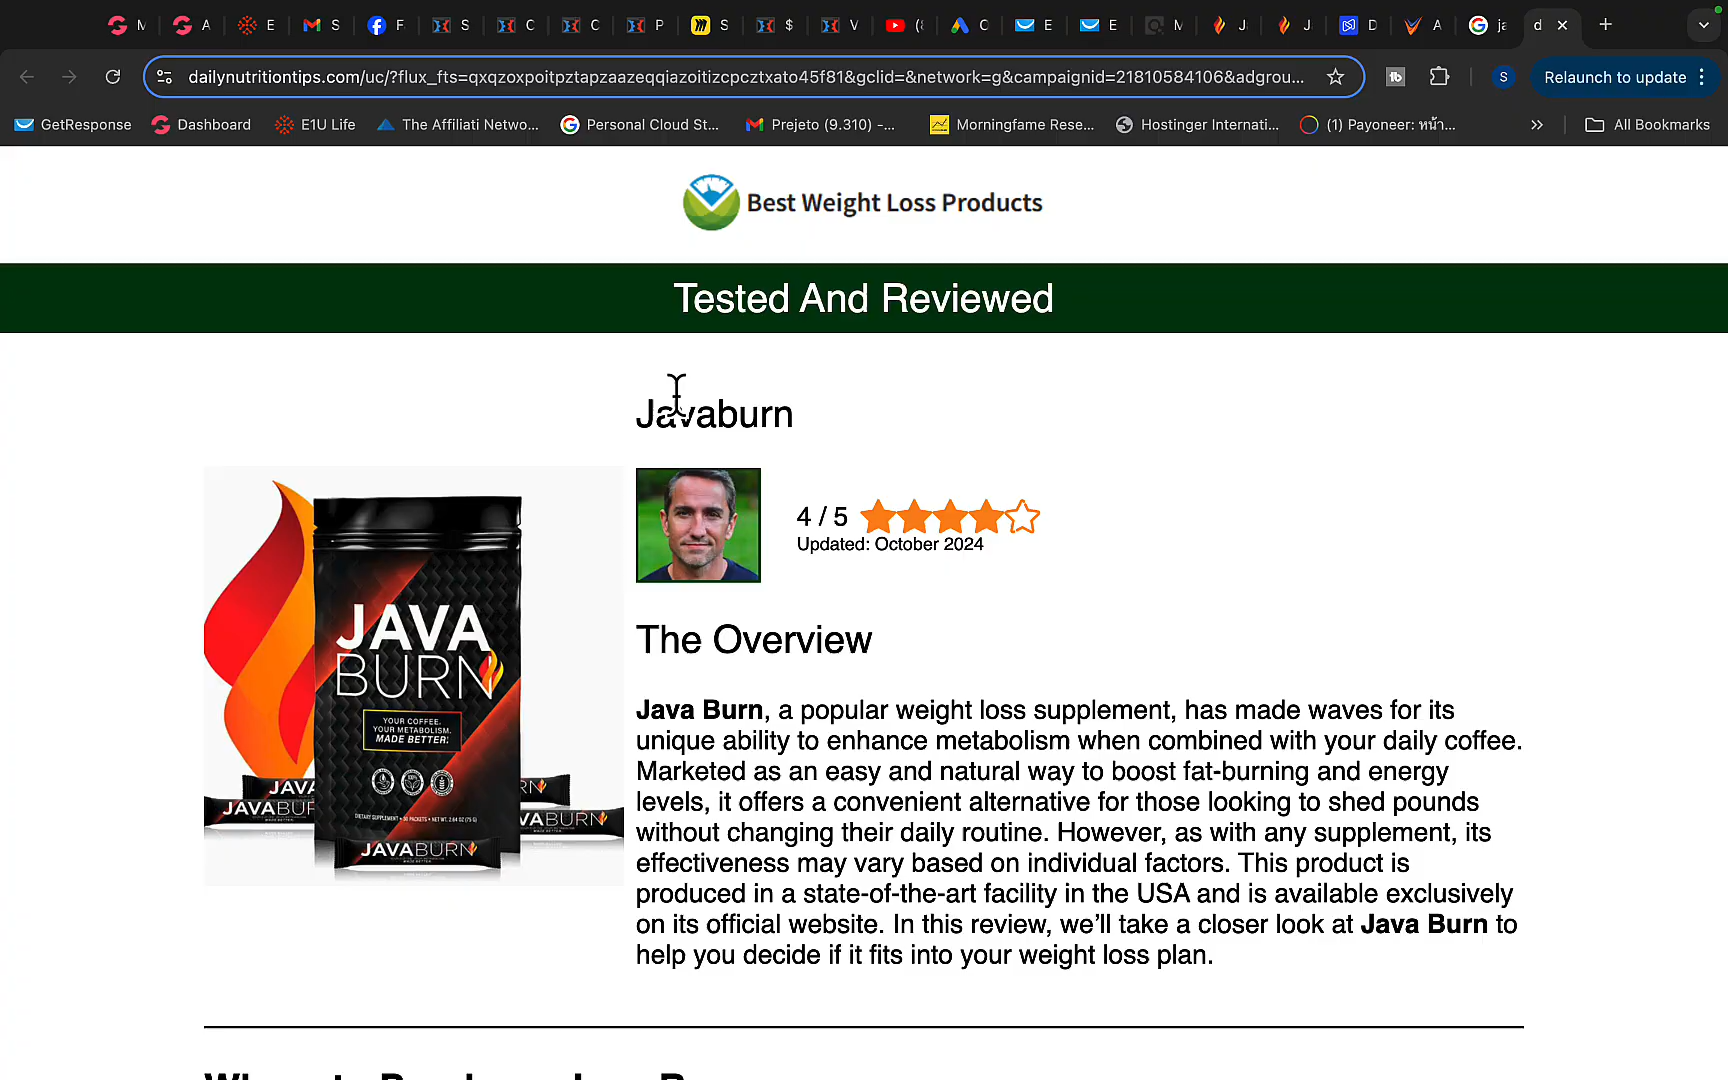 M
A
E
S
F
S
C
C
P
S
$
V
(8
C
E
E
M
J
J
D
A
ja
d
dailynutritiontips.com/uc/?flux_fts=qxqzoxpoitpztapzaazeqqiazoitizcpcztxato45f81&gclid=&network=g&campaignid=21810584106&adgrou...
S
Relaunch to update
GetResponse
Dashboard
E1U Life
The Affiliati Netwo...
Personal Cloud St...
Prejeto (9.310) -...
Morningfame Rese...
Hostinger Internati...
(1) Payoneer: หน้า...
All Bookmarks
Best Weight Loss Products
Tested And Reviewed
Javaburn
4 / 5
Updated: October 2024
JAVA
BURN
YOUR COFFEE.
YOUR METABOLISM.
MADE BETTER!
DIETARY SUPPLEMENT • 30 PACKETS • NET WT. 2.64 OZ (75 G)
JAVABURN
The Overview
Java Burn, a popular weight loss supplement, has made waves for its
unique ability to enhance metabolism when combined with your daily coffee.
Marketed as an easy and natural way to boost fat-burning and energy
levels, it offers a convenient alternative for those looking to shed pounds
without changing their daily routine. However, as with any supplement, its
effectiveness may vary based on individual factors. This product is
produced in a state-of-the-art facility in the USA and is available exclusively
on its official website. In this review, we'll take a closer look at Java Burn to
help you decide if it fits into your weight loss plan.